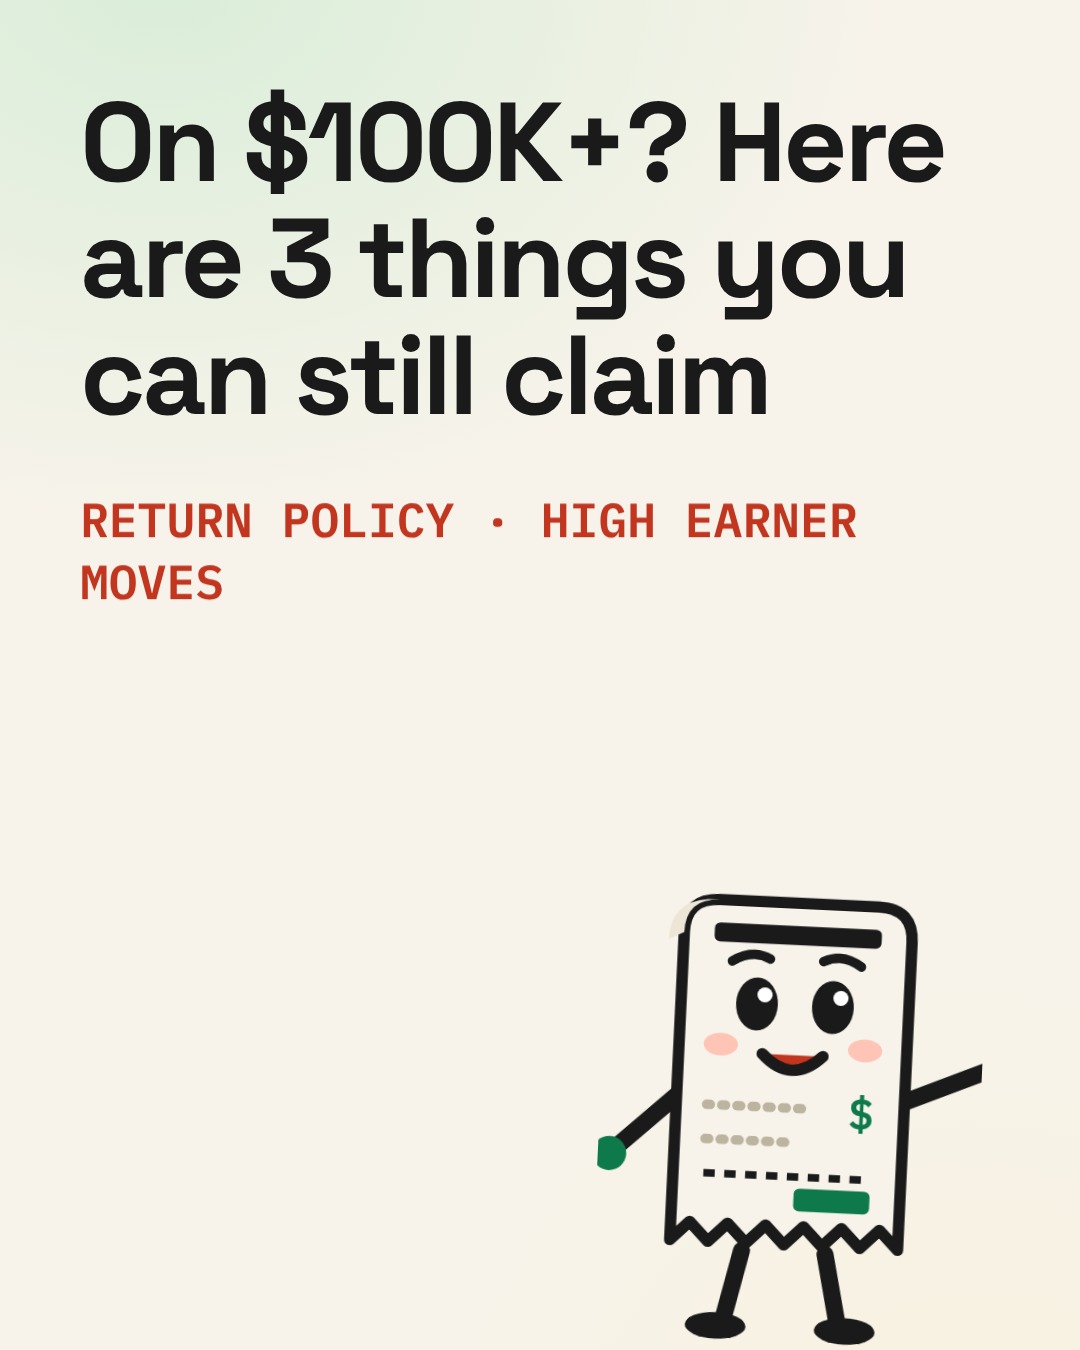 On $100K+? Here
are 3 things you
can still claim
RETURN POLICY · HIGH EARNER
MOVES
$